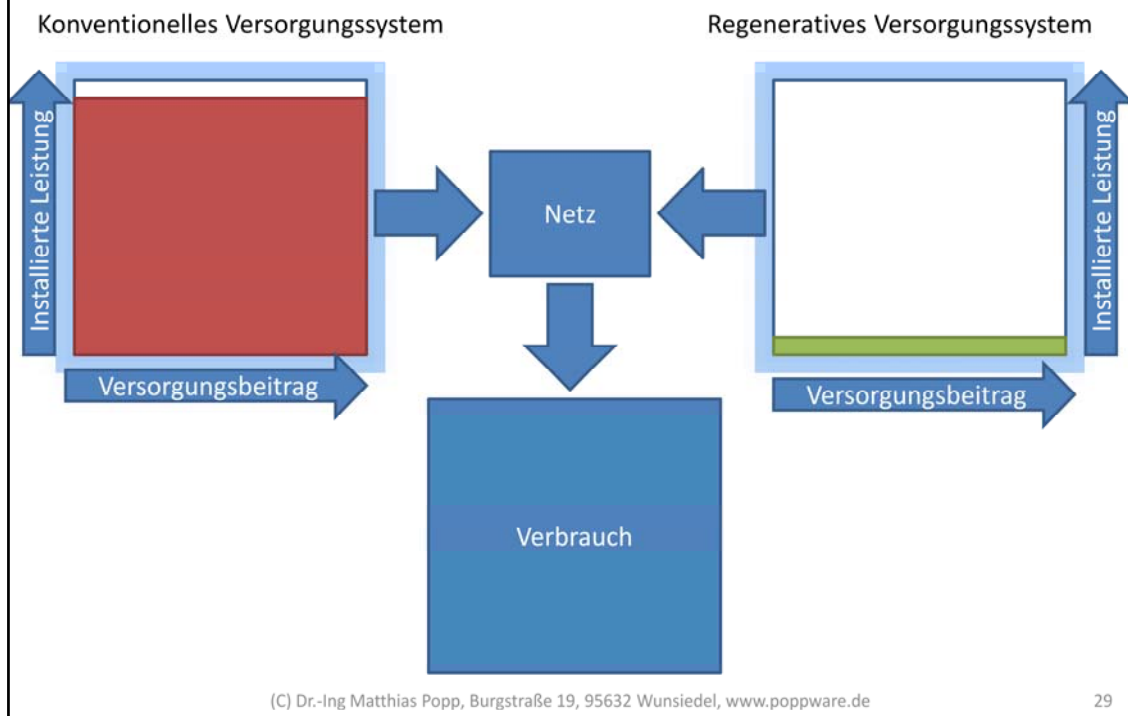 Konventionelles Versorgungssystem
Regeneratives Versorgungssystem
Installierte Leistung
Netz
Installierte Leistung
Versorgungsbeitrag
Versorgungsbeitrag
Verbrauch
(C) Dr.-Ing Matthias Popp, Burgstraße 19, 95632 Wunsiedel, www.poppware.de
29